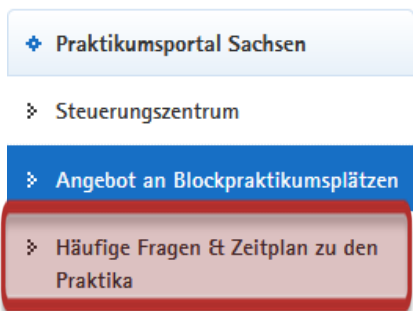 Praktikumsportal Sachsen
Steuerungszentrum
Angebot an Blockpraktikumsplätzen
Häufige Fragen & Zeitplan zu den
Praktika